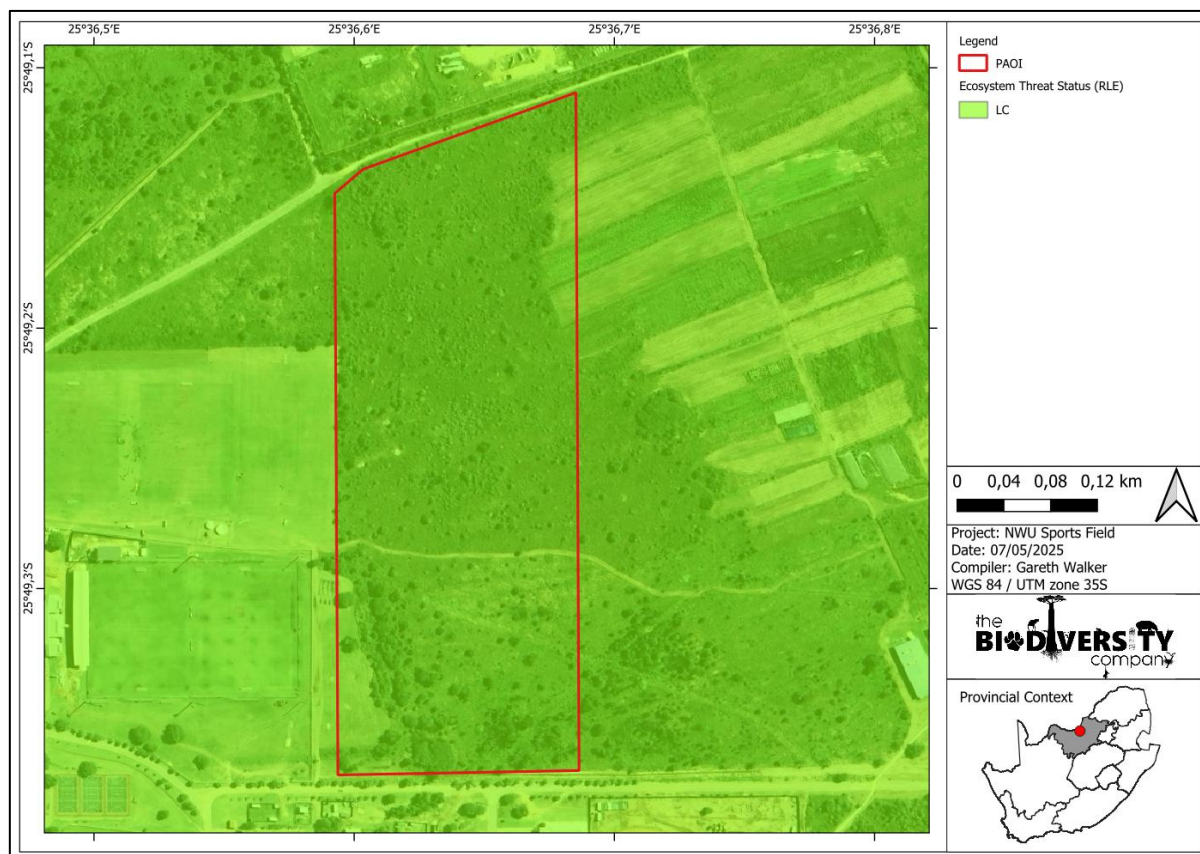 25°36,5'E
25°36,6'E
25°36,7'E
25°36,8'E
25°49,1'S
25°49,2'S
25°49,3'S
Legend
PAOI
Ecosystem Threat Status (RLE)
LC
0 0,04 0,08 0,12 km
Project: NWU Sports Field
Date: 07/05/2025
Compiler: Gareth Walker
WGS 84 / UTM zone 35S
the
BIODIVERSITY
company
Provincial Context